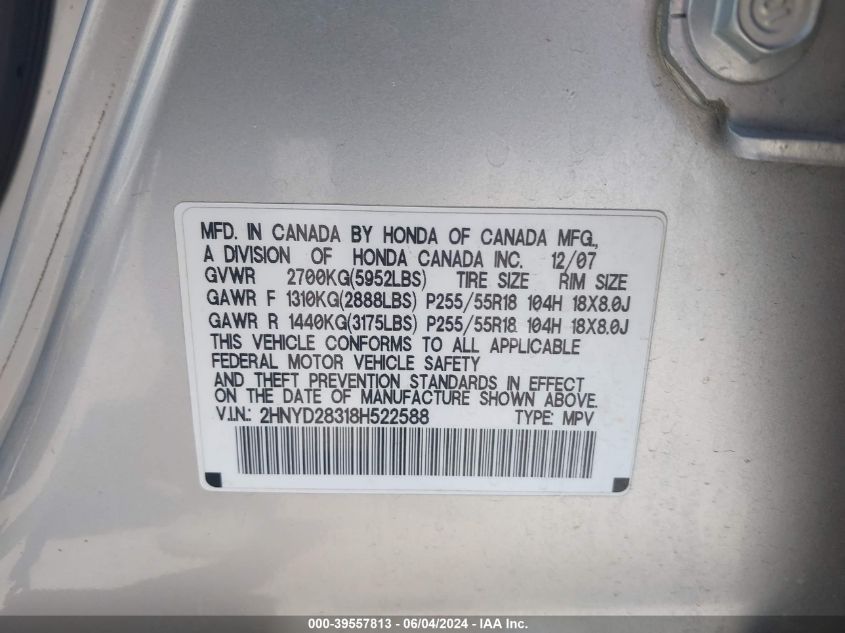 MFD. IN CANADA BY HONDA OF CANADA MFG.,
A DIVISION OF HONDA CANADA INC. 12/07
GVWR 2700KG(5952LBS) TIRE SIZE RIM SIZE
GAWR F 1310KG(2888LBS) P255/55R18 104H 18X8.0J
GAWR R 1440KG(3175LBS) P255/55R18 104H 18X8.0J
THIS VEHICLE CONFORMS TO ALL APPLICABLE
FEDERAL MOTOR VEHICLE SAFETY
AND THEFT PREVENTION STANDARDS IN EFFECT
ON THE DATE OF MANUFACTURE SHOWN ABOVE.
V.I.N.: 2HNYD28318H522588 TYPE: MPV
000-39557813 - 06/04/2024 - IAA Inc.